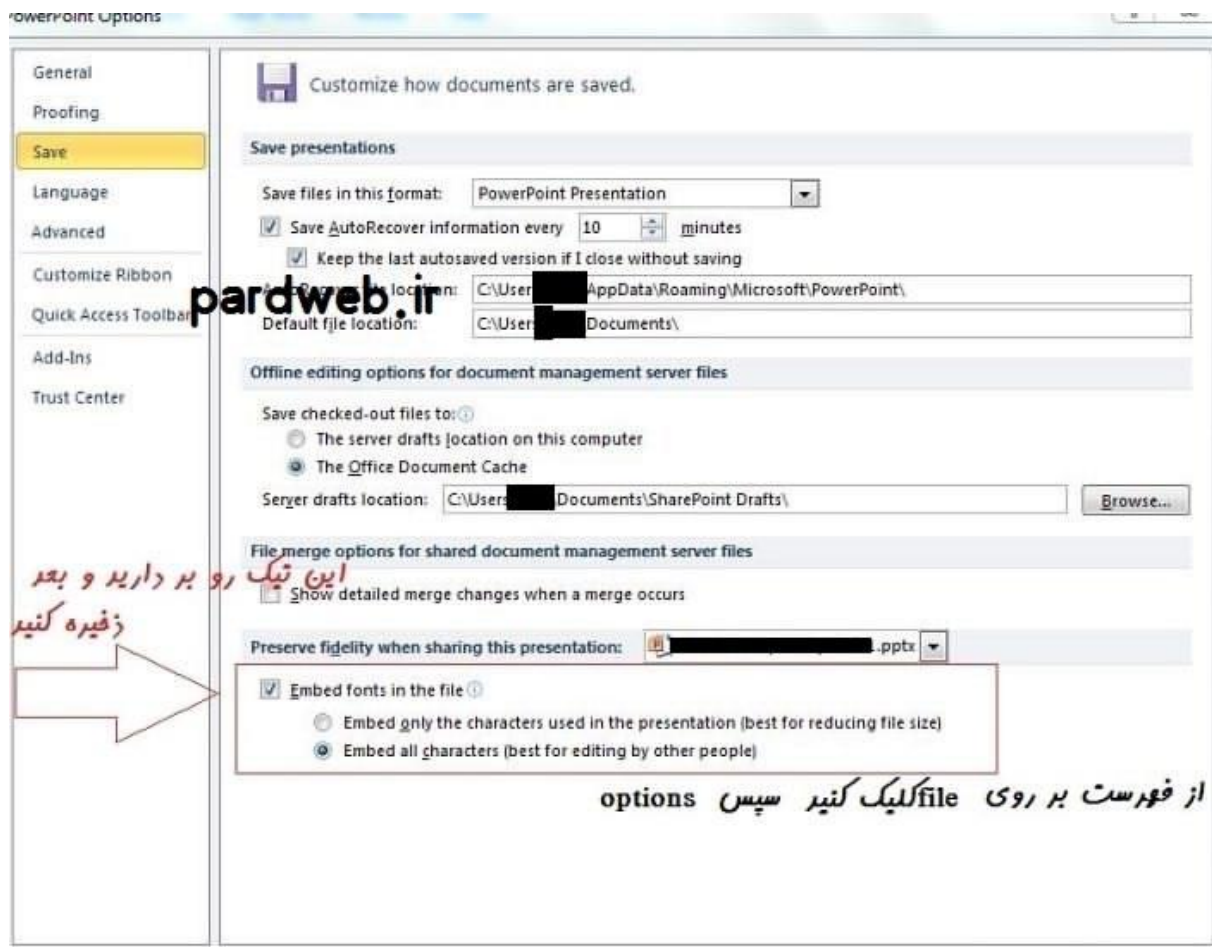 PowerPoint Options
General
Proofing
Save
Language
Advanced
Customize Ribbon
Quick Access Toolbar
Add-Ins
Trust Center
Customize how documents are saved.
Save presentations
Save files in this format: PowerPoint Presentation
Save AutoRecover information every 10 minutes
Keep the last autosaved version if I close without saving
pardweb.ir
location: C:\User AppData\Roaming\Microsoft\PowerPoint\
Default file location: C:\Users Documents\
Offline editing options for document management server files
Save checked-out files to:
The server drafts location on this computer
The Office Document Cache
Server drafts location: C:\Users Documents\SharePoint Drafts\ Browse...
File merge options for shared document management server files
این تیک رو بر دارید و بعد
ذخیره کنید
Show detailed merge changes when a merge occurs
Preserve fidelity when sharing this presentation: .pptx
Embed fonts in the file
Embed only the characters used in the presentation (best for reducing file size)
Embed all characters (best for editing by other people)
از فهرست بر روی file کلیک کنید سپس options